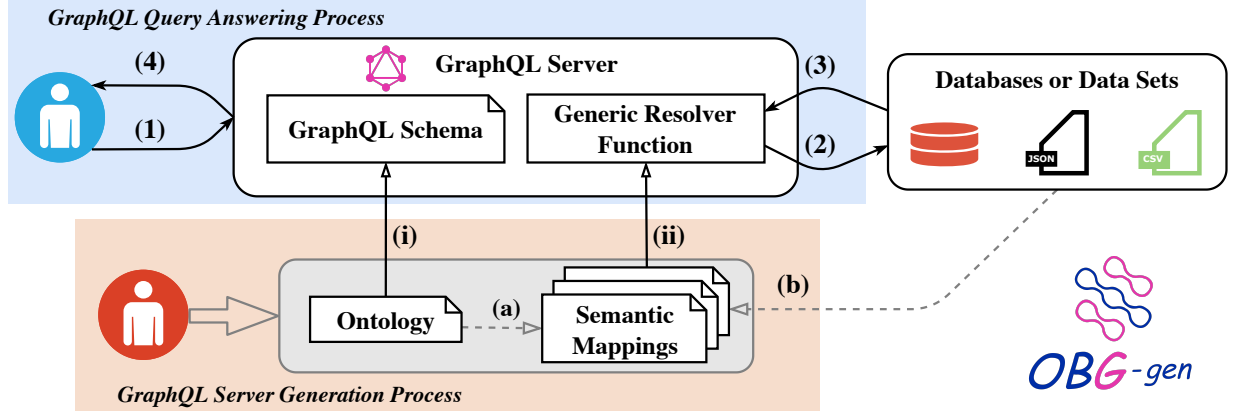 GraphQL Query Answering Process
(4)
(1)
GraphQL Server
GraphQL Schema
Generic Resolver
Function
(3)
(2)
Databases or Data Sets
JSON
CSV
(i)
(ii)
(a)
(b)
Ontology
Semantic
Mappings
GraphQL Server Generation Process
OBG-gen